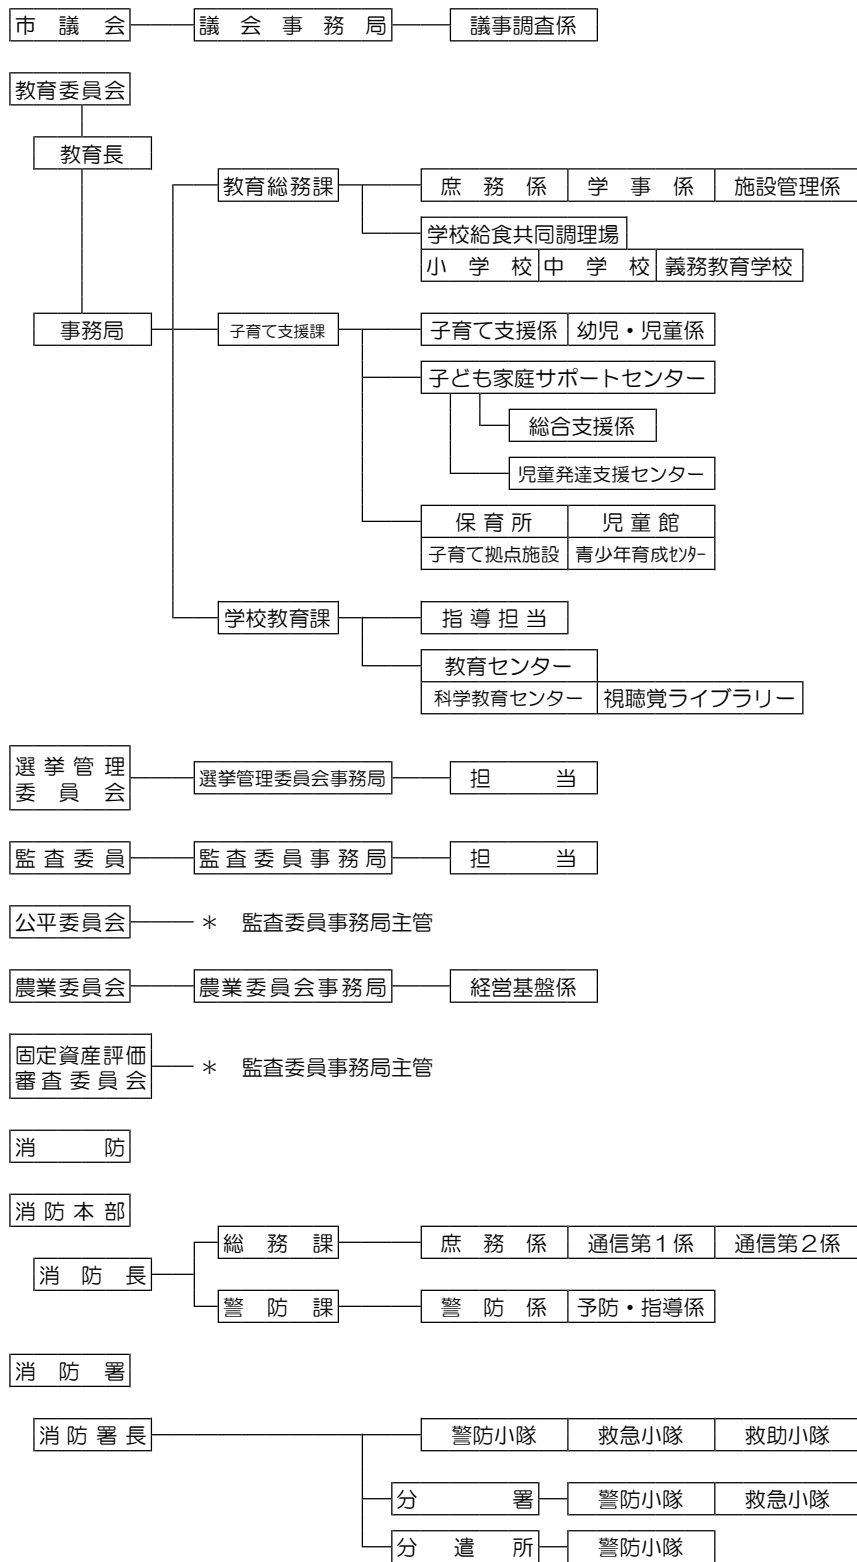 市議会 議会事務局 議事調査係
教育委員会
教育長
教育総務課 庶務係 学事係 施設管理係
学校給食共同調理場
小学校 中学校 義務教育学校
事務局 子育て支援課 子育て支援係 幼児・児童係
子ども家庭サポートセンター
総合支援係
児童発達支援センター
保育所 児童館
子育て拠点施設 青少年育成ｾﾝﾀｰ
学校教育課 指導担当
教育センター
科学教育センター 視聴覚ライブラリー
選挙管理
委員会 選挙管理委員会事務局 担当
監査委員 監査委員事務局 担当
公平委員会 ＊ 監査委員事務局主管
農業委員会 農業委員会事務局 経営基盤係
固定資産評価
審査委員会 ＊ 監査委員事務局主管
消防
消防本部
総務課 庶務係 通信第１係 通信第２係
消防長
警防課 警防係 予防・指導係
消防署
消防署長 警防小隊 救急小隊 救助小隊
分署 警防小隊 救急小隊
分遣所 警防小隊